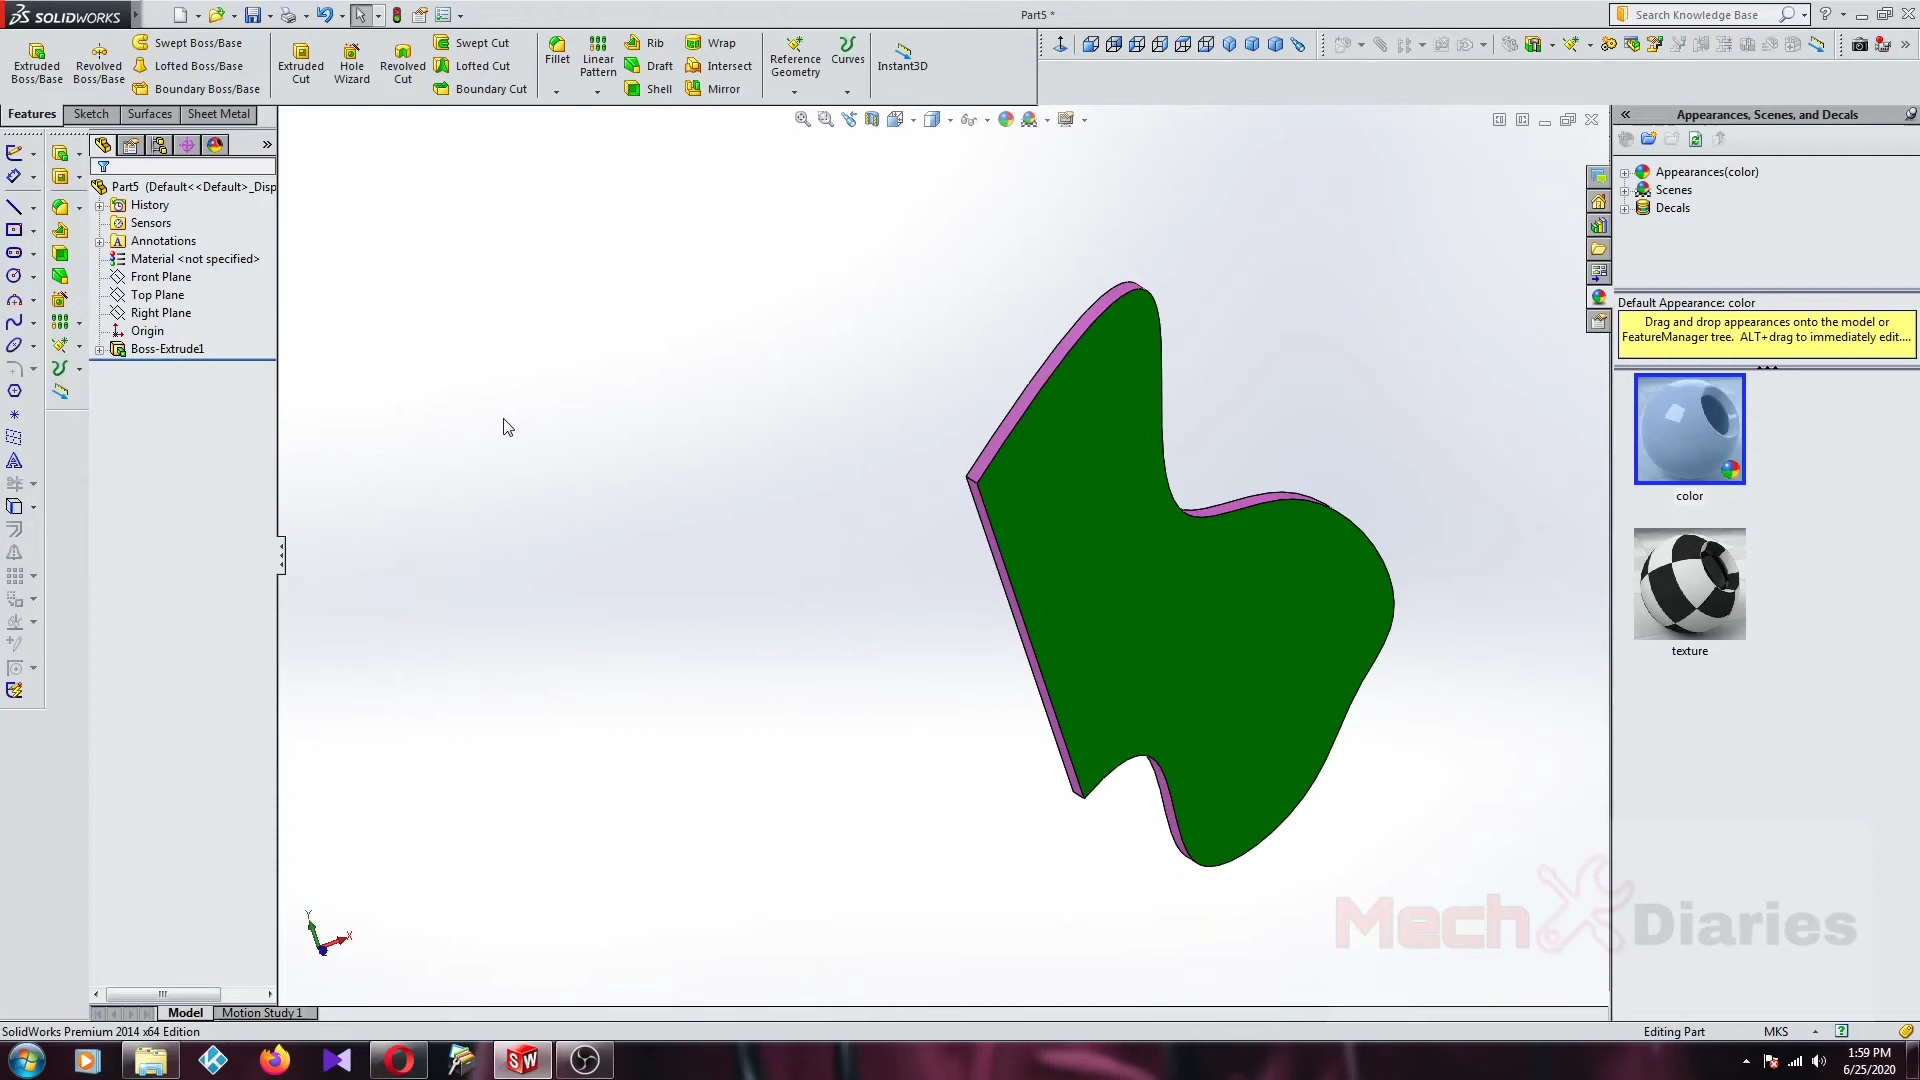 SOLIDWORKS
Part5 *
Search Knowledge Base
Extruded Boss/Base
Revolved Boss/Base
Swept Boss/Base
Lofted Boss/Base
Boundary Boss/Base
Extruded Cut
Hole Wizard
Revolved Cut
Swept Cut
Lofted Cut
Boundary Cut
Fillet
Linear Pattern
Rib
Draft
Shell
Wrap
Intersect
Mirror
Reference Geometry
Curves
Instant3D
Features
Sketch
Surfaces
Sheet Metal
Appearances, Scenes, and Decals
Part5 (Default<<Default>_Disp
History
Sensors
Annotations
Material <not specified>
Front Plane
Top Plane
Right Plane
Origin
Boss-Extrude1
Appearances(color)
Scenes
Decals
Default Appearance: color
Drag and drop appearances onto the model or
FeatureManager tree. ALT+drag to immediately edit....
color
texture
Y
X
Mech Diaries
Model
Motion Study 1
SolidWorks Premium 2014 x64 Edition
Editing Part
MKS
SW
1:59 PM
6/25/2020